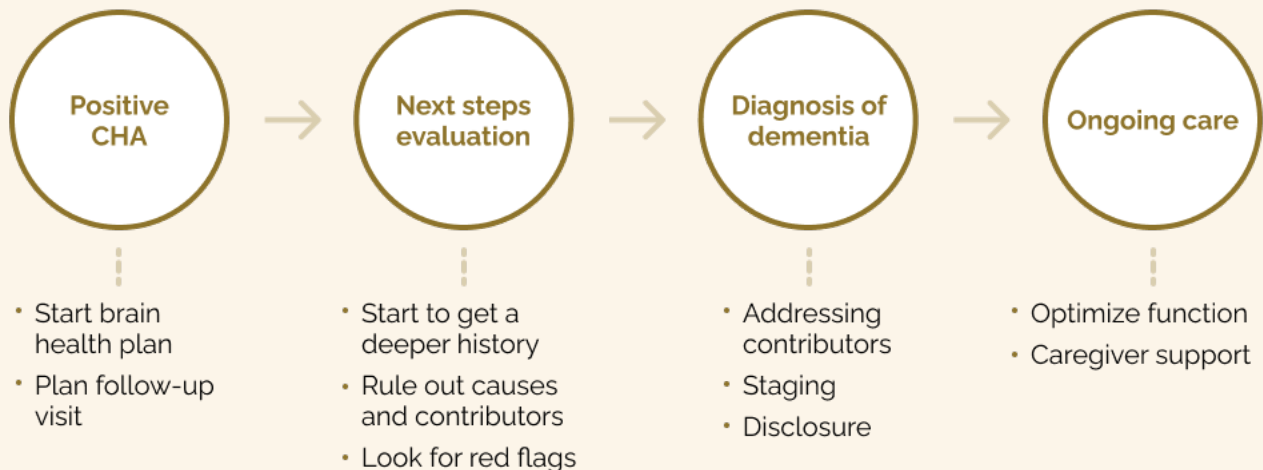 Positive
CHA
Next steps
evaluation
Diagnosis of
dementia
Ongoing care
• Start brain
health plan
• Plan follow-up
visit
• Start to get a
deeper history
• Rule out causes
and contributors
• Look for red flags
• Addressing
contributors
• Staging
• Disclosure
• Optimize function
• Caregiver support